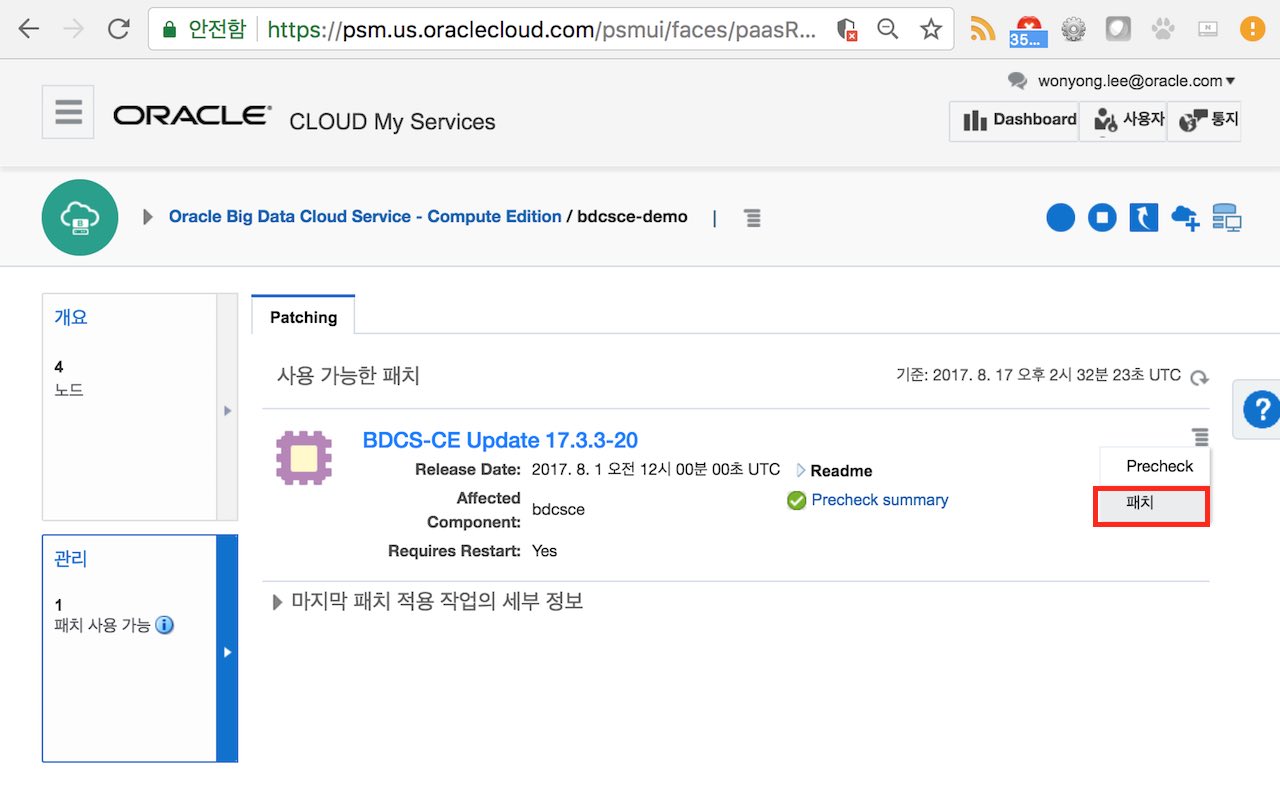 안전함 https://psm.us.oraclecloud.com/psmui/faces/paasR...
35...
wonyong.lee@oracle.com
ORACLE CLOUD My Services
Dashboard 사용자 통지
Oracle Big Data Cloud Service - Compute Edition / bdcsce-demo |
개요
4
노드
Patching
사용 가능한 패치
기준: 2017. 8. 17 오후 2시 32분 23초 UTC
BDCS-CE Update 17.3.3-20
Release Date: 2017. 8. 1 오전 12시 00분 00초 UTC
Readme
Affected Component: bdcsce
Precheck summary
Requires Restart: Yes
Precheck
패치
마지막 패치 적용 작업의 세부 정보
관리
1
패치 사용 가능
?